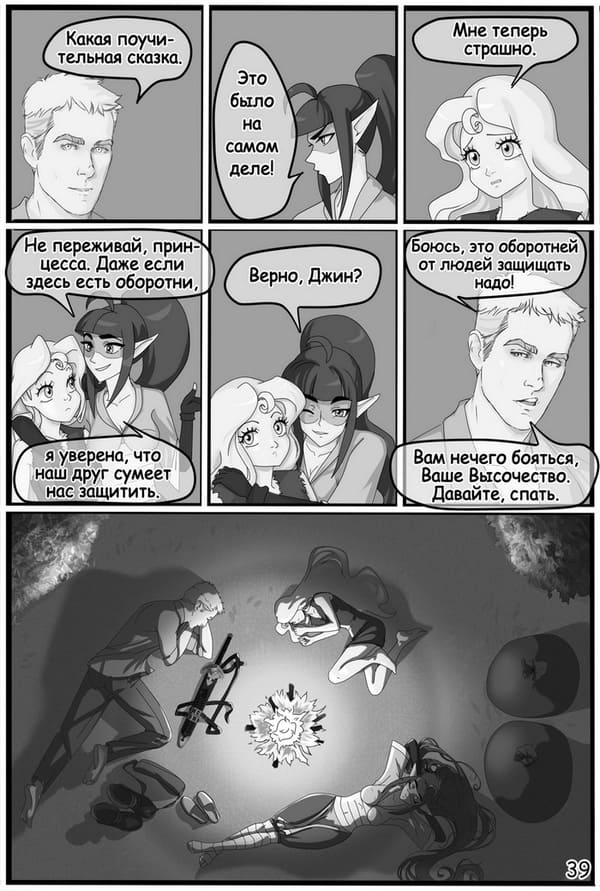 Какая поучи-
тельная сказка.
Это
было
на
самом
деле!
Мне теперь
страшно.
Не переживай, прин-
цесса. Даже если
здесь есть оборотни,
я уверена, что
наш друг сумеет
нас защитить.
Верно, Джин?
Боюсь, это оборотней
от людей защищать
надо!
Вам нечего бояться,
Ваше Высочество.
Давайте, спать.
39